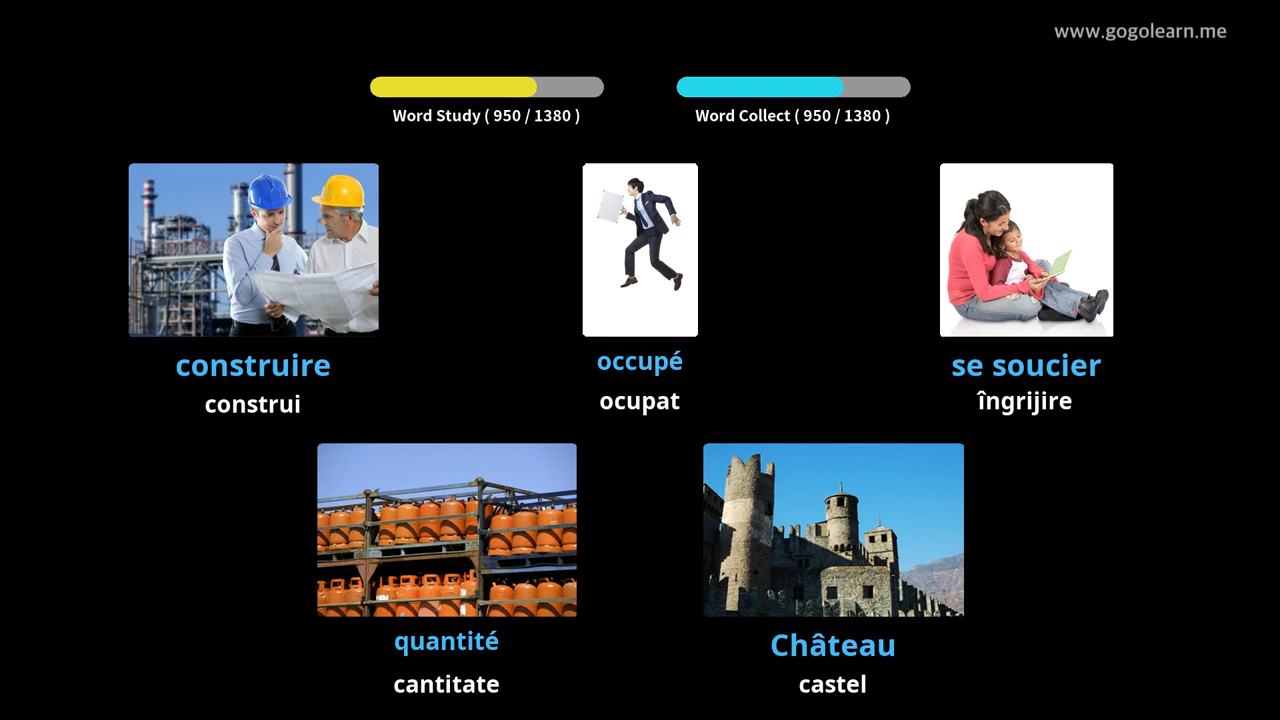 www.gogolearn.me
Word Study ( 950 / 1380 )
Word Collect ( 950 / 1380 )
construire
construi
occupé
ocupat
se soucier
îngrijire
quantité
cantitate
Château
castel